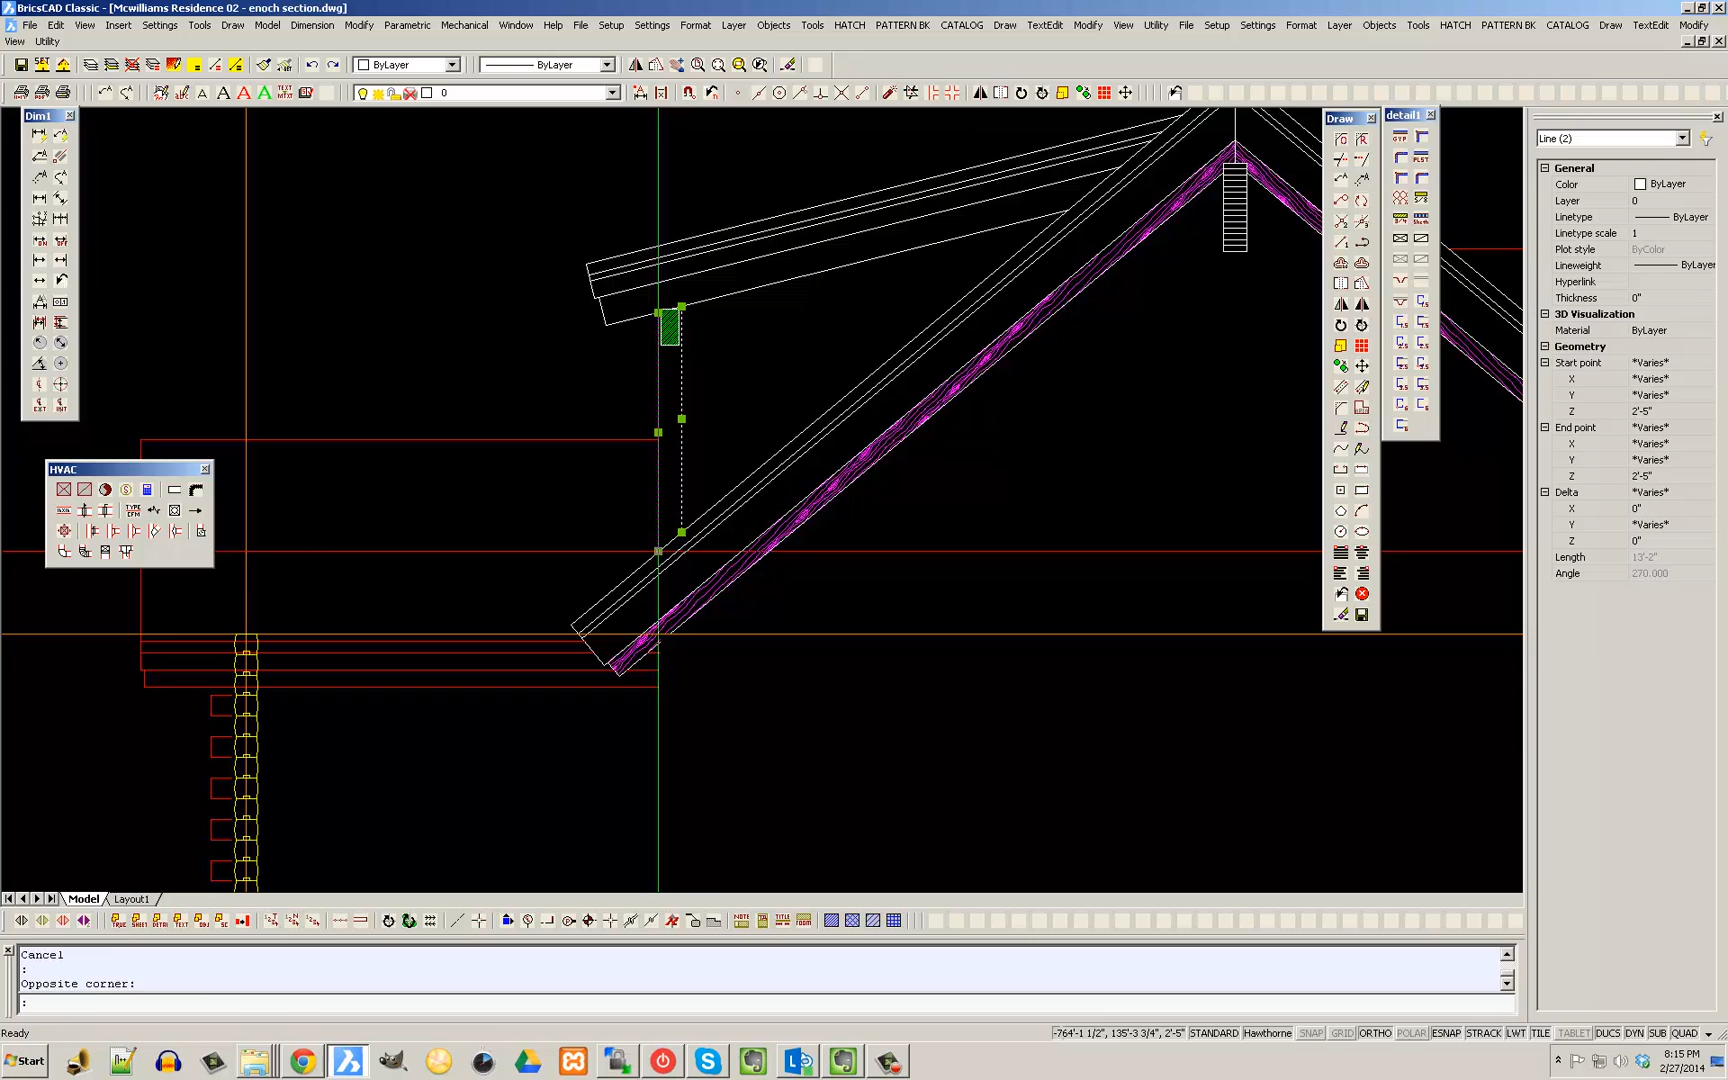 BricsCAD Classic - [Mcwilliams Residence 02 - enoch section.dwg]
File Edit View Insert Settings Tools Draw Model Dimension Modify Parametric Mechanical Window Help File Setup Settings Format Layer Objects Tools HATCH PATTERN BK CATALOG Draw TextEdit Modify View Utility File Setup Settings Format Layer Objects Tools HATCH PATTERN BK CATALOG Draw TextEdit Modify
View Utility
SET ByLayer ByLayer
0
Dim1
Draw
detail1
HVAC
Line (2)
General
Color ByLayer
Layer 0
Linetype ByLayer
Linetype scale 1
Plot style ByColor
Lineweight ByLayer
Hyperlink
Thickness 0"
3D Visualization
Material ByLayer
Geometry
Start point *Varies*
X *Varies*
Y *Varies*
Z 2'-5"
End point *Varies*
X *Varies*
Y *Varies*
Z 2'-5"
Delta *Varies*
X 0"
Y *Varies*
Z 0"
Length 13'-2"
Angle 270.000
Model Layout1
Cancel
:
Opposite corner:
:
Ready -764'-1 1/2", 135'-3 3/4", 2'-5" STANDARD Hawthorne SNAP GRID ORTHO POLAR ESNAP STRACK LWT TILE TABLET DUCS DYN SUB QUAD
Start 8:15 PM
2/27/2014